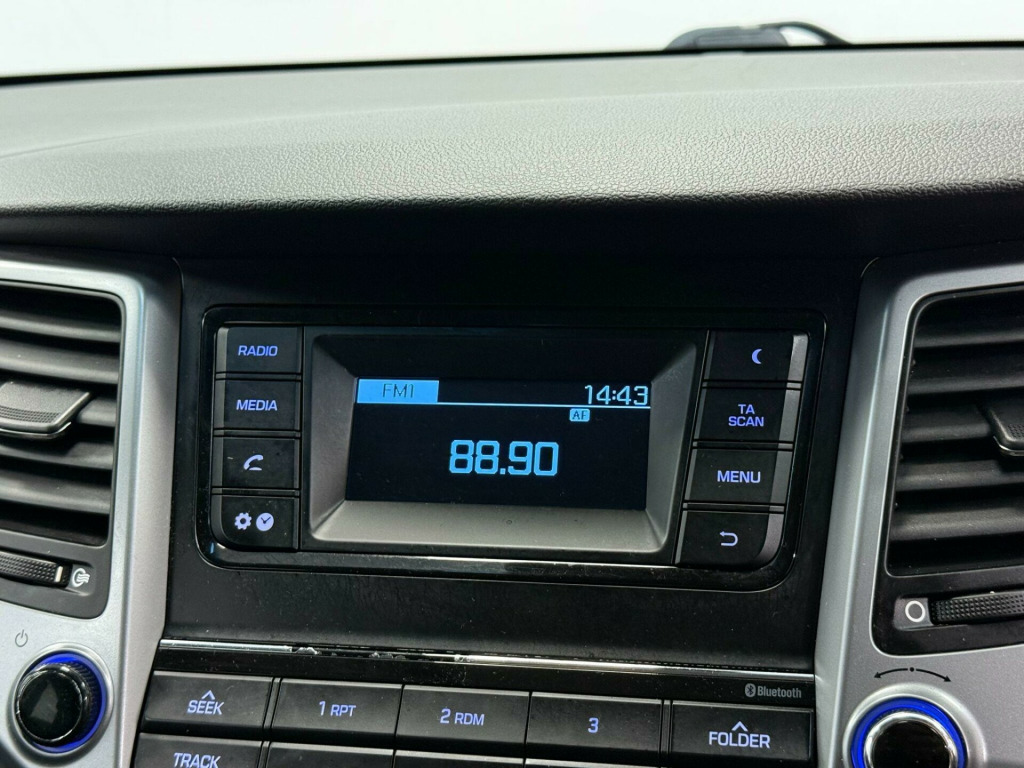 RADIO
FM1
14:43
AF
MEDIA
TA
SCAN
88.90
MENU
Bluetooth
SEEK
1 RPT
2 RDM
3
FOLDER
TRACK